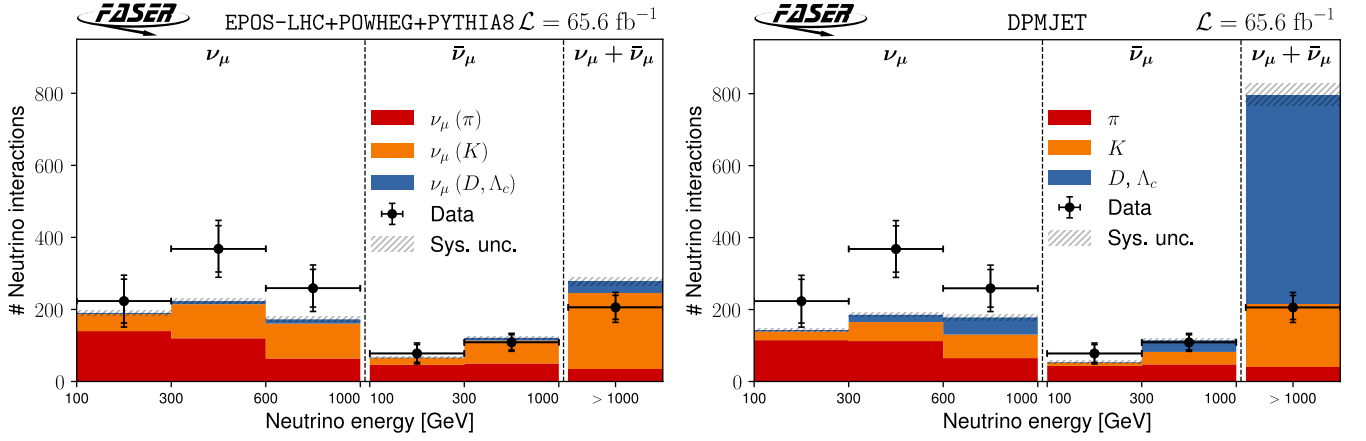 FASER
EPOS-LHC+POWHEG+PYTHIA8 ℒ = 65.6 fb⁻¹
ν_μ
ν̄_μ
ν_μ + ν̄_μ
# Neutrino interactions
800
600
400
200
0
ν_μ (π)
ν_μ (K)
ν_μ (D, Λ_c)
Data
Sys. unc.
100 300 600 1000 100 300 1000 > 1000
Neutrino energy [GeV]
FASER
DPMJET ℒ = 65.6 fb⁻¹
ν_μ
ν̄_μ
ν_μ + ν̄_μ
# Neutrino interactions
800
600
400
200
0
π
K
D, Λ_c
Data
Sys. unc.
100 300 600 1000 100 300 1000 > 1000
Neutrino energy [GeV]